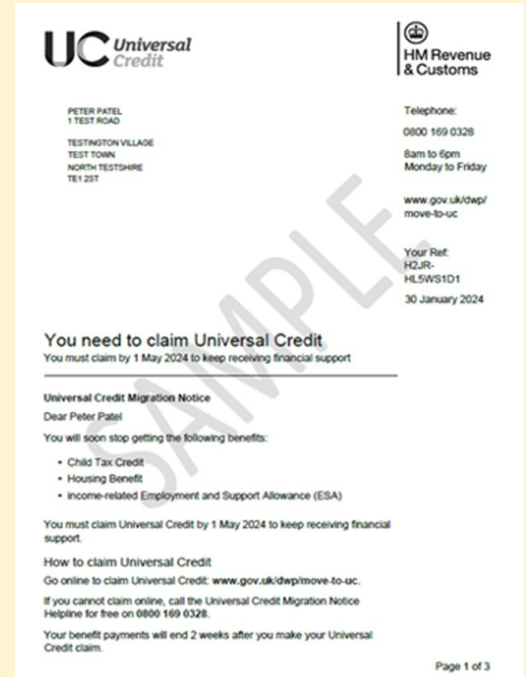 UC Universal
Credit
HM Revenue
& Customs
PETER PATEL
1 TEST ROAD
TESTINGTON VILLAGE
TEST TOWN
NORTH TESTSHIRE
TE1 2ST
Telephone:
0800 169 0328
8am to 6pm
Monday to Friday
www.gov.uk/dwp/
move-to-uc
Your Ref:
H2JR-
HL5WS1D1
30 January 2024
SAMPLE
You need to claim Universal Credit
You must claim by 1 May 2024 to keep receiving financial support
Universal Credit Migration Notice
Dear Peter Patel
You will soon stop getting the following benefits:
• Child Tax Credit
• Housing Benefit
• income-related Employment and Support Allowance (ESA)
You must claim Universal Credit by 1 May 2024 to keep receiving financial
support.
How to claim Universal Credit
Go online to claim Universal Credit: www.gov.uk/dwp/move-to-uc.
If you cannot claim online, call the Universal Credit Migration Notice
Helpline for free on 0800 169 0328.
Your benefit payments will end 2 weeks after you make your Universal
Credit claim.
Page 1 of 3